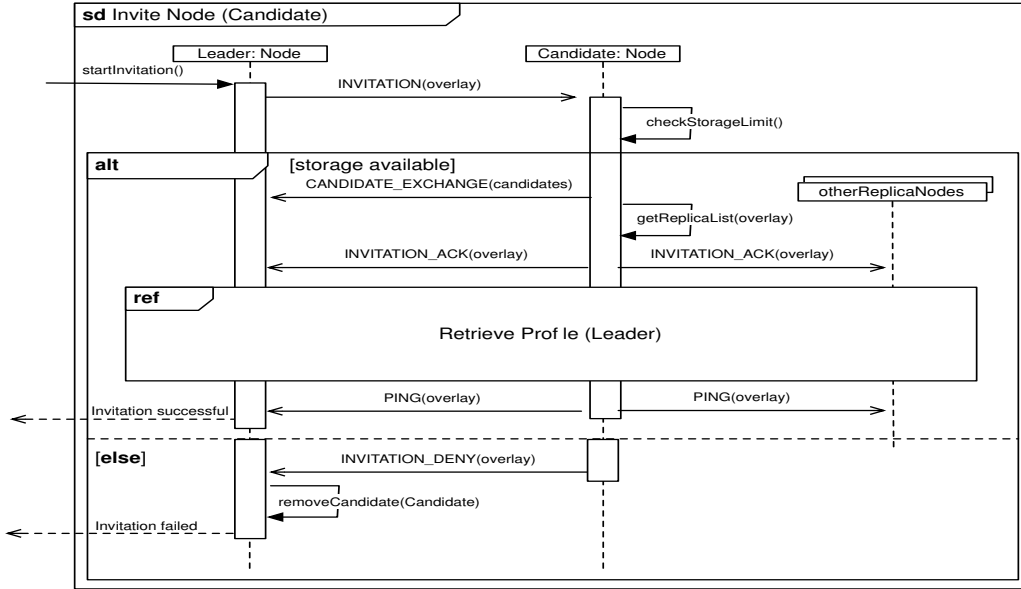 sd Invite Node (Candidate)
Leader: Node
Candidate: Node
startInvitation()
INVITATION(overlay)
checkStorageLimit()
alt
[storage available]
CANDIDATE_EXCHANGE(candidates)
otherReplicaNodes
getReplicaList(overlay)
INVITATION_ACK(overlay)
INVITATION_ACK(overlay)
ref
Retrieve Prof le (Leader)
PING(overlay)
PING(overlay)
Invitation successful
[else]
INVITATION_DENY(overlay)
removeCandidate(Candidate)
Invitation failed